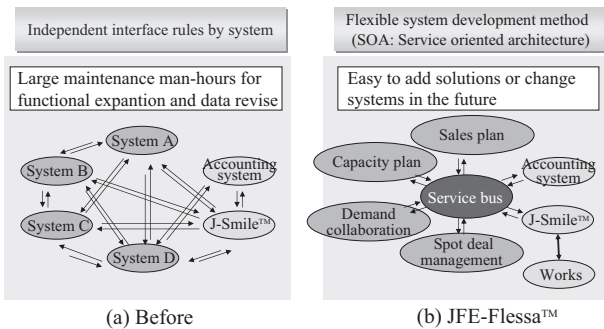 Independent interface rules by system
Large maintenance man-hours for
functional expantion and data revise
System A
System B
Accounting
system
System C
J-Smile™
System D
(a) Before
Flexible system development method
(SOA: Service oriented architecture)
Easy to add solutions or change
systems in the future
Sales plan
Capacity plan
Accounting
system
Service bus
Demand
collaboration
J-Smile™
Spot deal
management
Works
(b) JFE-Flessa™